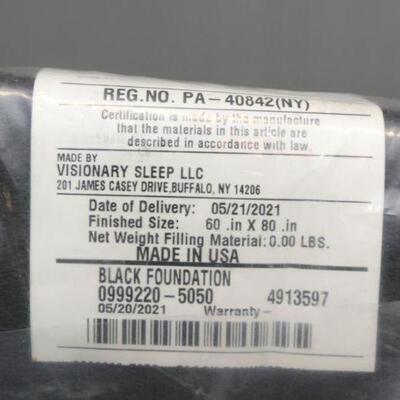 REG.NO. PA-40842(NY)
Certification is made by the manufacture
that the materials in this article are
described in accordance with law.
MADE BY
VISIONARY SLEEP LLC
201 JAMES CASEY DRIVE,BUFFALO, NY 14206
Date of Delivery: 05/21/2021
Finished Size: 60 .in X 80 .in
Net Weight Filling Material: 0.00 LBS.
MADE IN USA
BLACK FOUNDATION
0999220-5050 4913597
05/20/2021 Warranty-